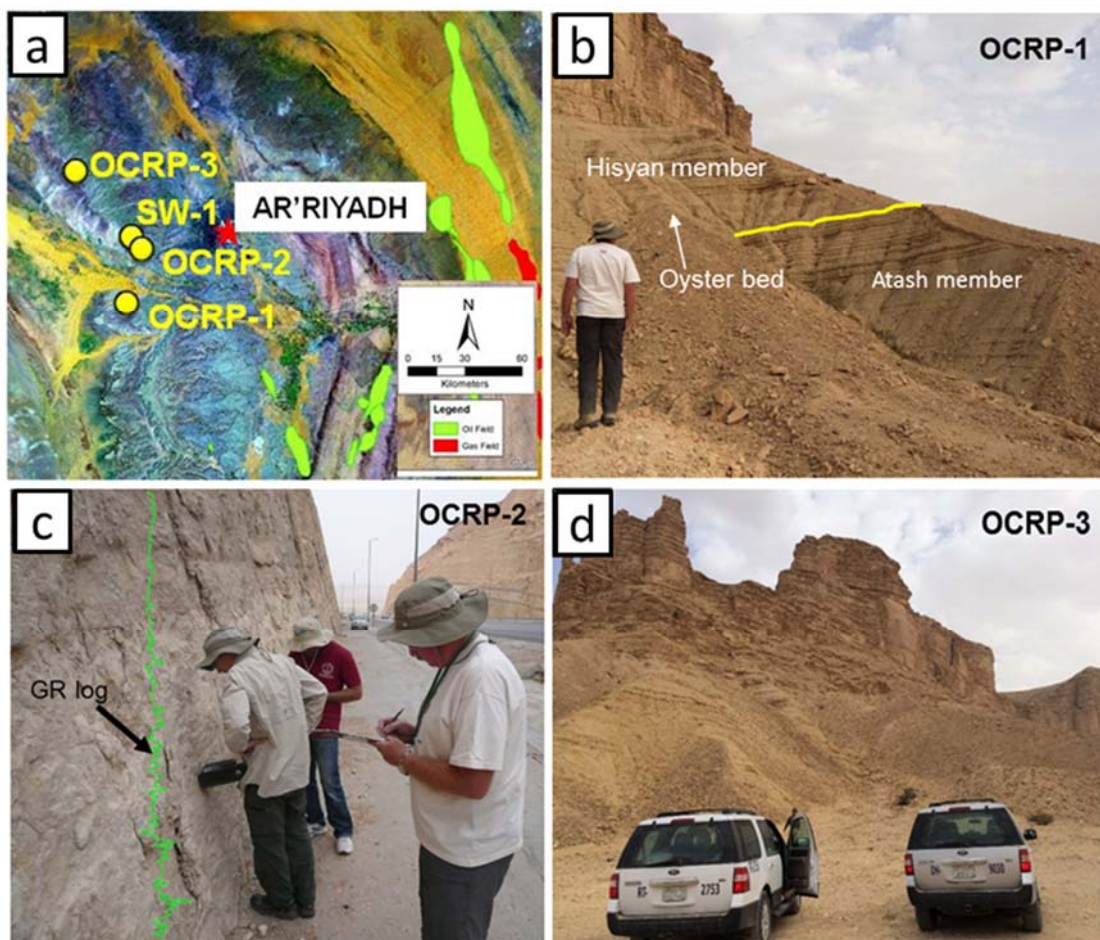 a
OCRP-3
SW-1
AR'RIYADH
OCRP-2
OCRP-1
N
0 15 30 60
Kilometers
Legend
Oil Field
Gas Field
b
OCRP-1
Hisyan member
Oyster bed
Atash member
c
OCRP-2
GR log
d
OCRP-3
2753
9030